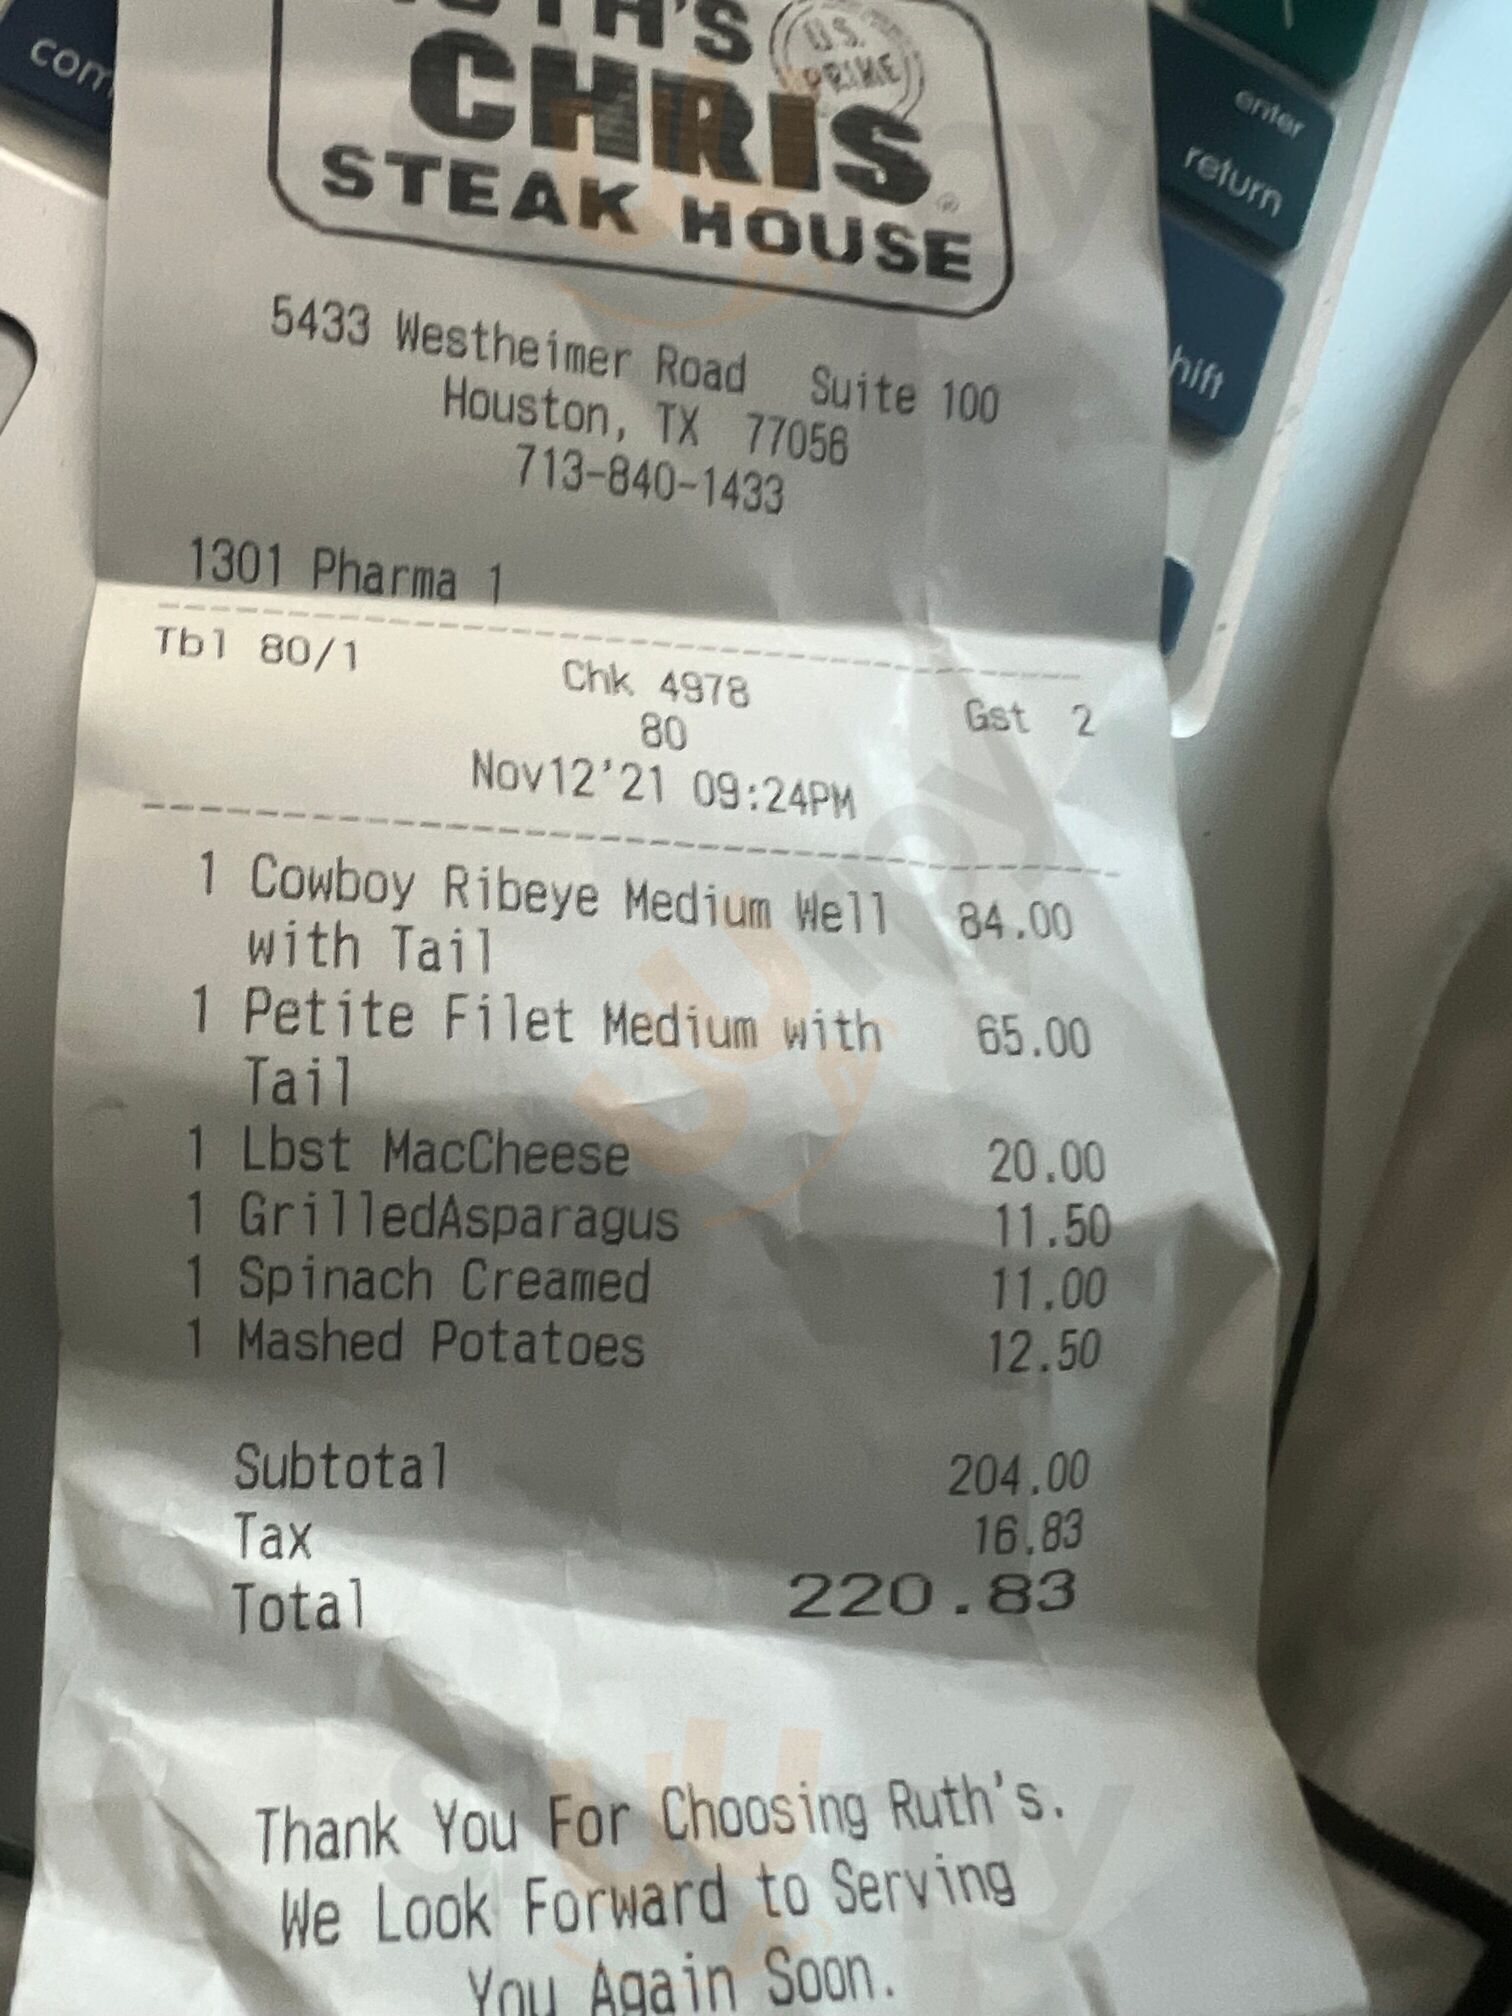 RUTH'S
U.S.
PRIME
CHRIS
STEAK HOUSE
®
5433 Westheimer Road Suite 100
Houston, TX 77056
713-840-1433
1301 Pharma 1
Tbl 80/1 Chk 4978 Gst 2
80
Nov12'21 09:24PM
1 Cowboy Ribeye Medium Well 84.00
with Tail
1 Petite Filet Medium with 65.00
Tail
1 Lbst MacCheese 20.00
1 GrilledAsparagus 11.50
1 Spinach Creamed 11.00
1 Mashed Potatoes 12.50
Subtotal 204.00
Tax 16.83
Total 220.83
Thank You For Choosing Ruth's.
We Look Forward to Serving
You Again Soon.
enter
return